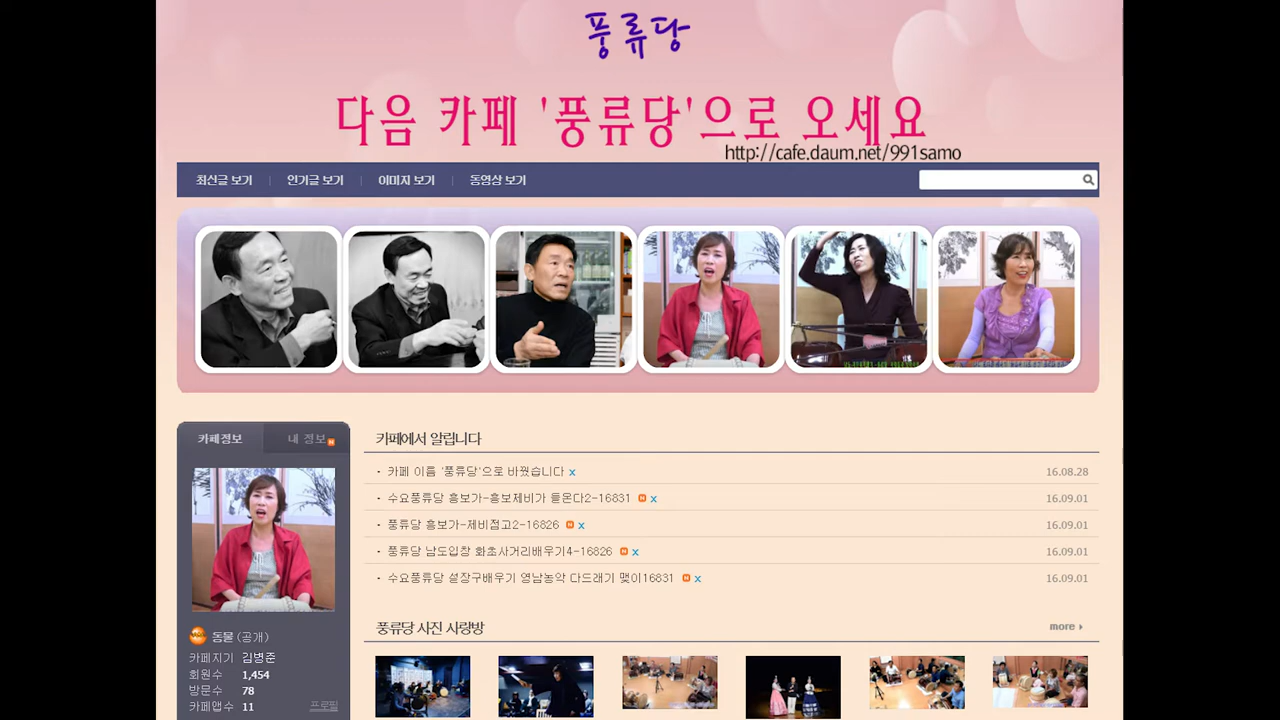 풍류당
다음 카페 '풍류당'으로 오세요
http://cafe.daum.net/991samo
최신글 보기 | 인기글 보기 | 이미지 보기 | 동영상 보기
카페정보
내 정보 N
카페에서 알립니다
· 카페 이름 '풍류당'으로 바꿨습니다 x 16.08.28
· 수요풍류당 흥보가-흥보제비가 들온다2-16831 N x 16.09.01
· 풍류당 흥보가-제비점고2-16826 N x 16.09.01
· 풍류당 남도입창 화초사거리배우기4-16826 N x 16.09.01
· 수요풍류당 설장구배우기 영남농악 다드래기 맺이16831 N x 16.09.01
동물 (공개)
카페지기 김병준
회원수 1,454
방문수 78
카페앱수 11
프로필
풍류당 사진 사랑방
more